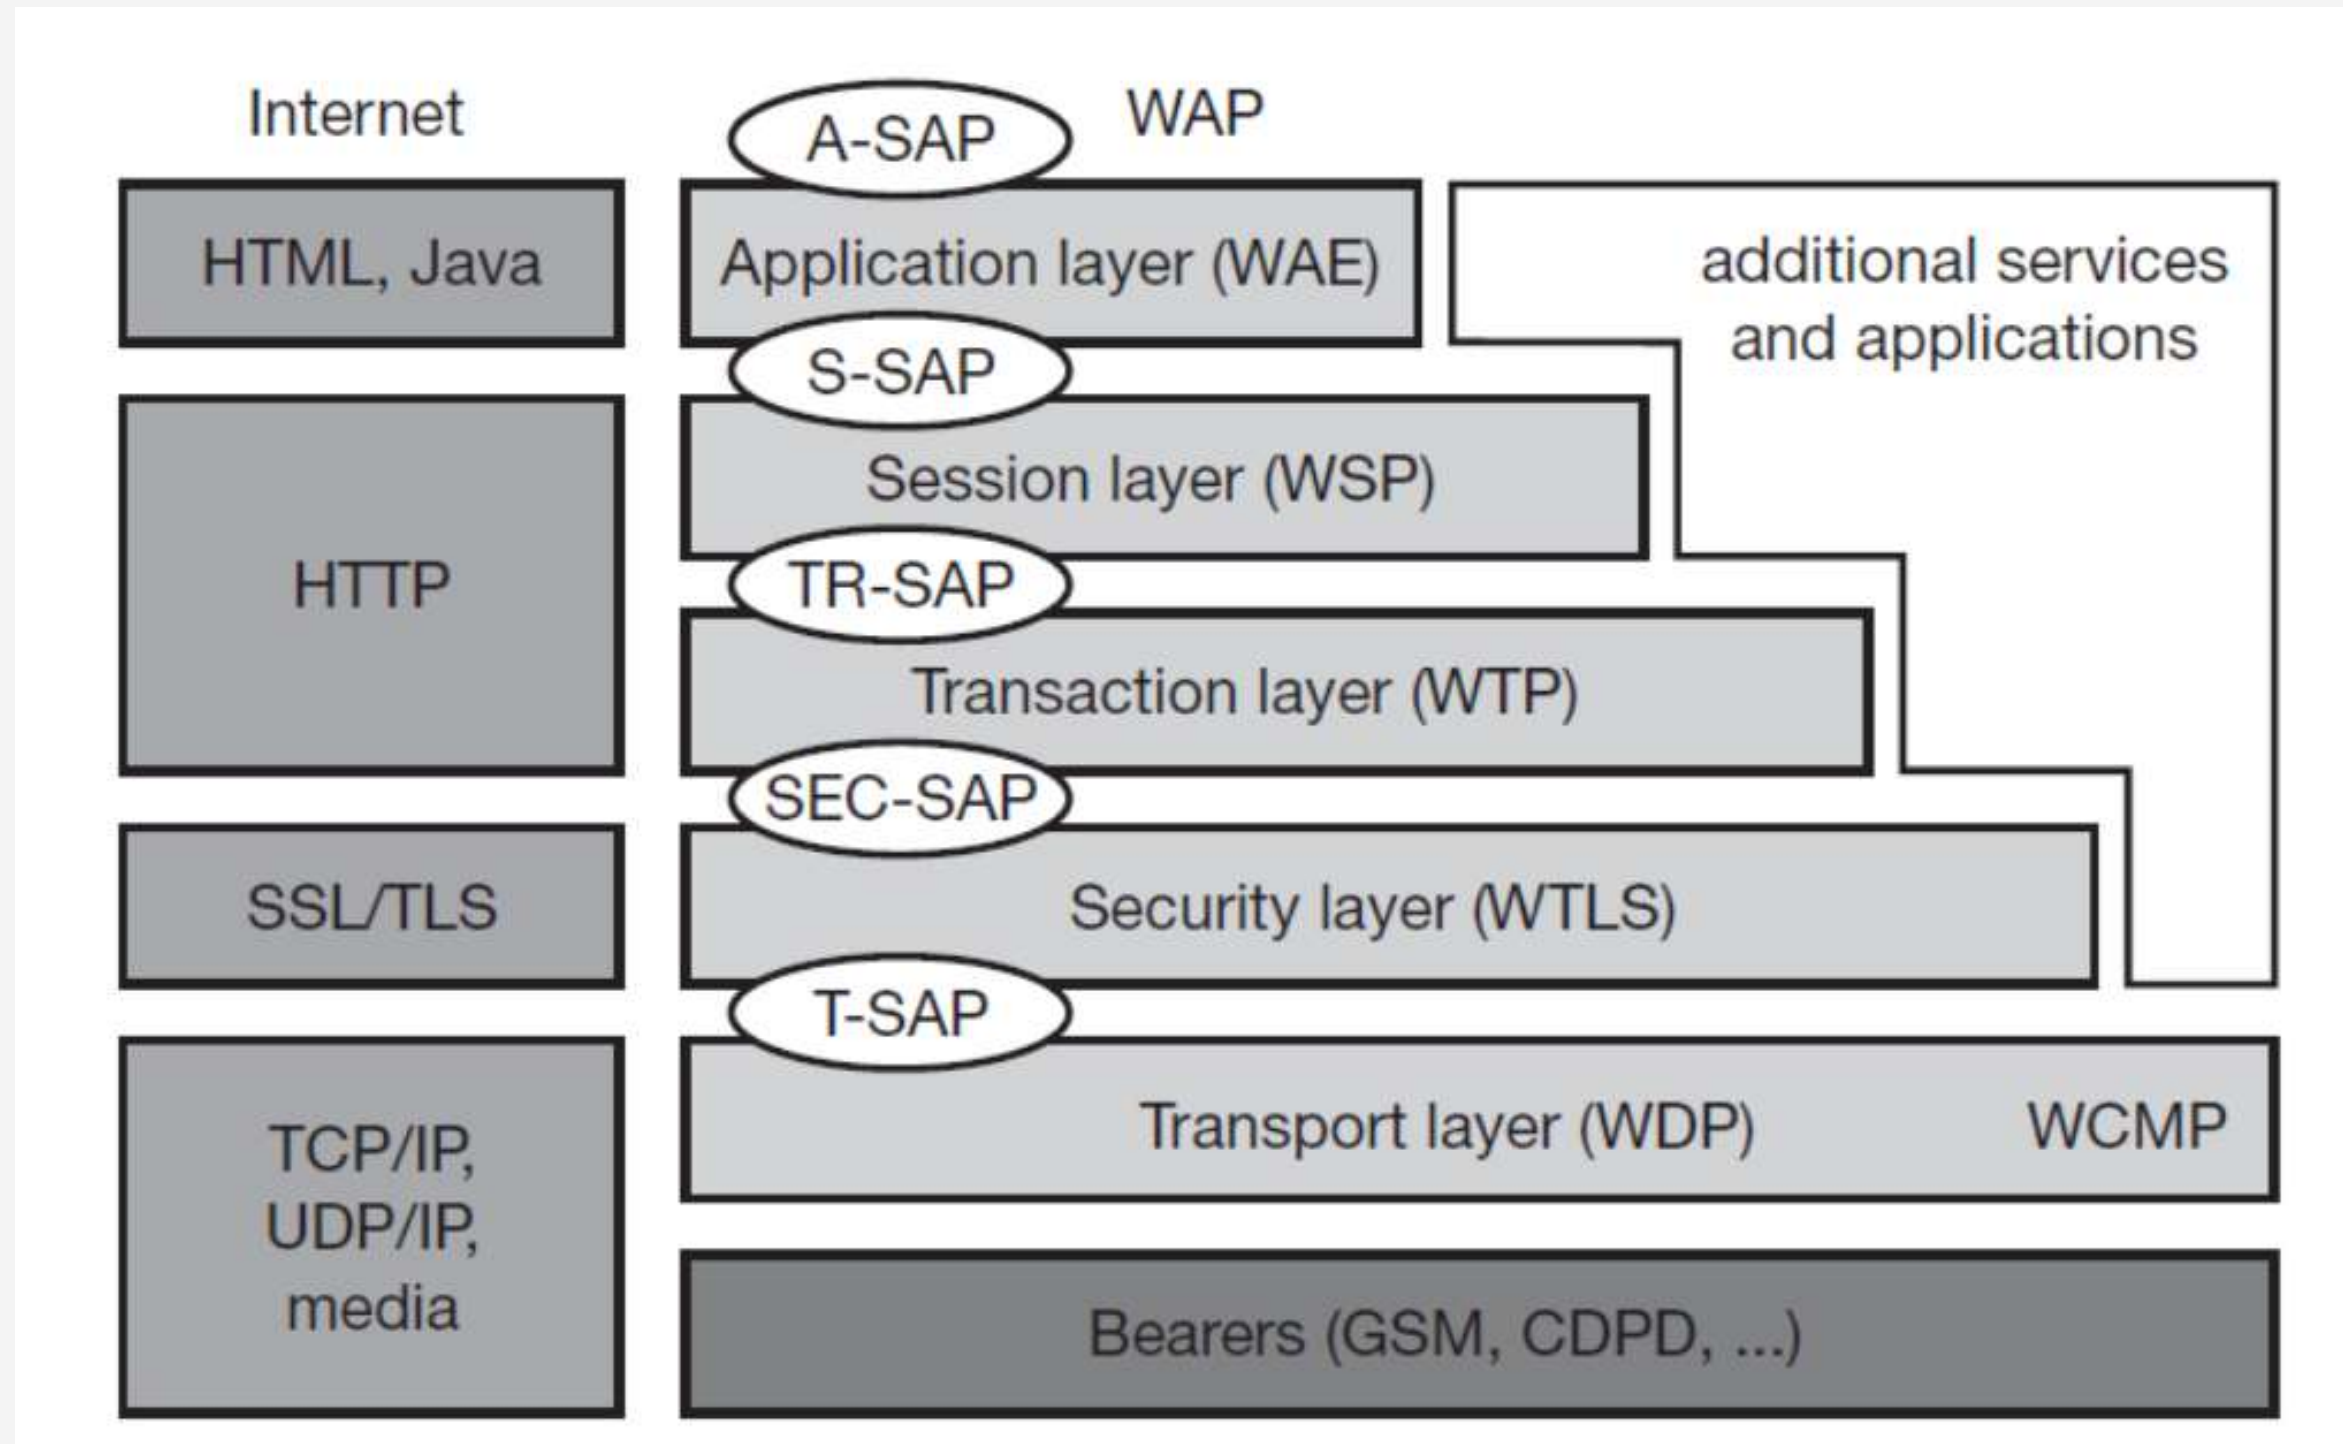 Internet
A-SAP
WAP
HTML, Java
Application layer (WAE)
additional services
and applications
S-SAP
HTTP
Session layer (WSP)
TR-SAP
Transaction layer (WTP)
SEC-SAP
SSL/TLS
Security layer (WTLS)
T-SAP
TCP/IP,
UDP/IP,
media
Transport layer (WDP)
WCMP
Bearers (GSM, CDPD, ...)